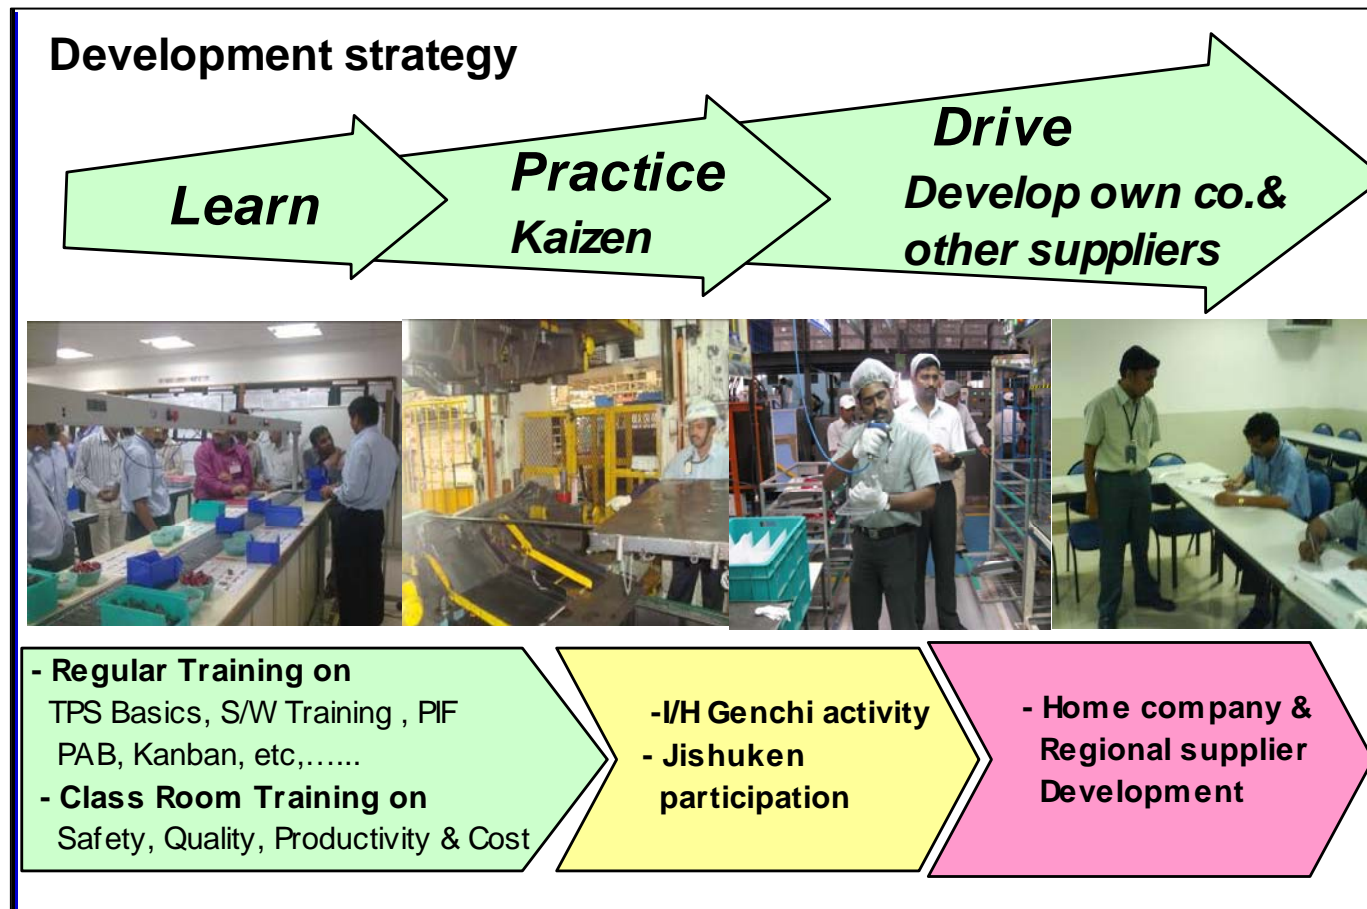 Development strategy
Learn
Practice
Kaizen
Drive
Develop own co.&
other suppliers
- Regular Training on
TPS Basics, S/W Training , PIF
PAB, Kanban, etc,…...
- Class Room Training on
Safety, Quality, Productivity & Cost
-I/H Genchi activity
- Jishuken
participation
- Home company &
Regional supplier
Development